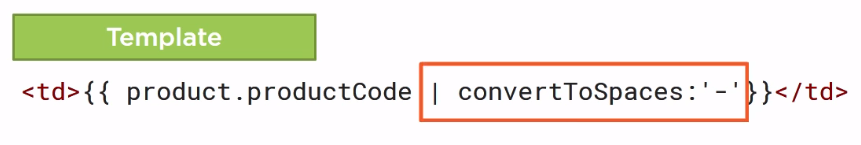 Template
<td>{{ product.productCode | convertToSpaces:'-'}}</td>